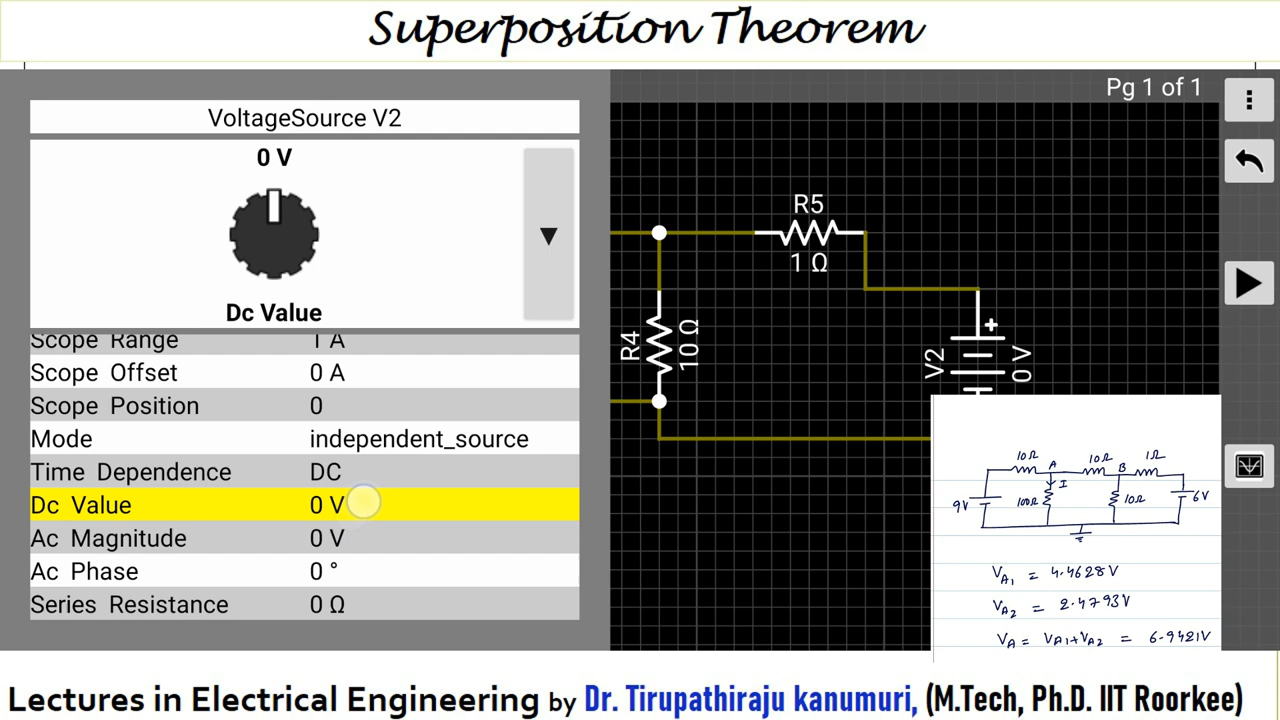 Superposition Theorem
Pg 1 of 1
VoltageSource V2
0 V
Dc Value
Scope Range 1 A
Scope Offset 0 A
Scope Position 0
Mode independent_source
Time Dependence DC
Dc Value 0 V
Ac Magnitude 0 V
Ac Phase 0 °
Series Resistance 0 Ω
R5
1 Ω
R4
10 Ω
V2
0 V
10Ω A 10Ω B 1Ω
I
9V 100Ω 10Ω 6V
VA1 = 4.4628V
VA2 = 2.4793V
VA = VA1+VA2 = 6.9421V
Lectures in Electrical Engineering by Dr. Tirupathiraju kanumuri, (M.Tech, Ph.D. IIT Roorkee)